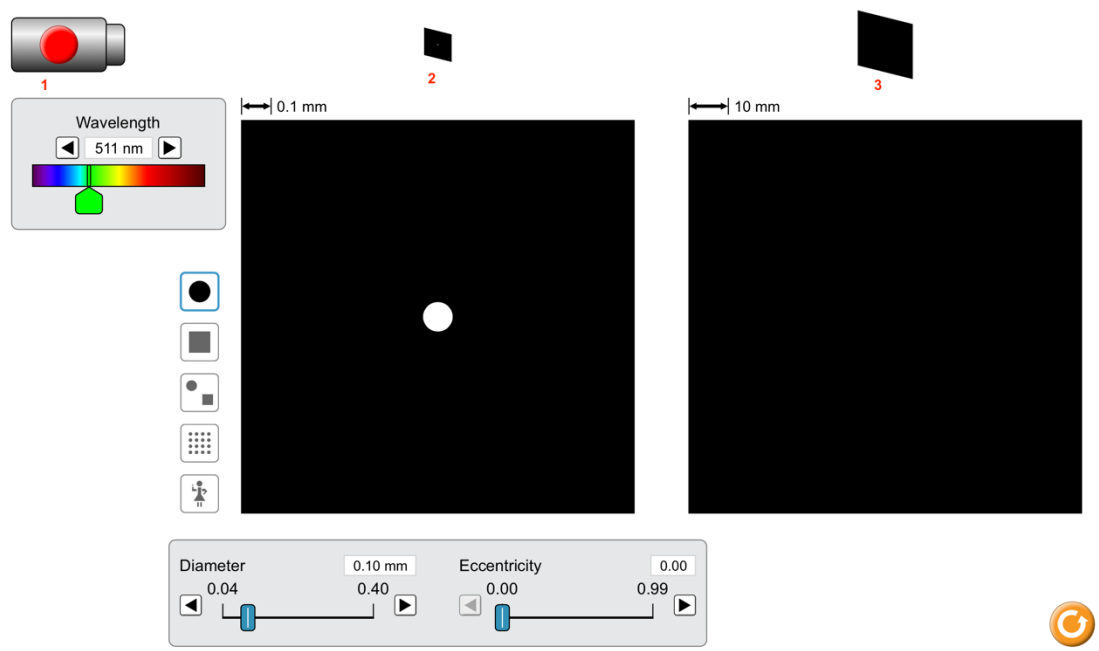 1
2
3
0.1 mm
10 mm
Wavelength
511 nm
Diameter
0.10 mm
Eccentricity
0.00
0.04
0.40
0.00
0.99